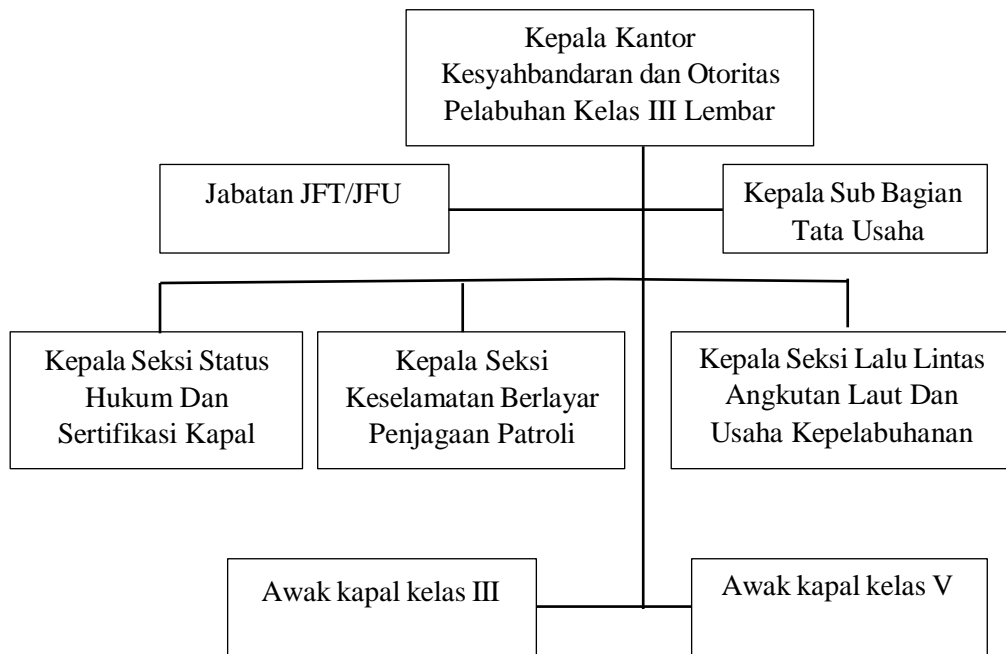 Kepala Kantor
Kesyahbandaran dan Otoritas
Pelabuhan Kelas III Lembar
Jabatan JFT/JFU
Kepala Sub Bagian
Tata Usaha
Kepala Seksi Status
Hukum Dan
Sertifikasi Kapal
Kepala Seksi
Keselamatan Berlayar
Penjagaan Patroli
Kepala Seksi Lalu Lintas
Angkutan Laut Dan
Usaha Kepelabuhanan
Awak kapal kelas III
Awak kapal kelas V